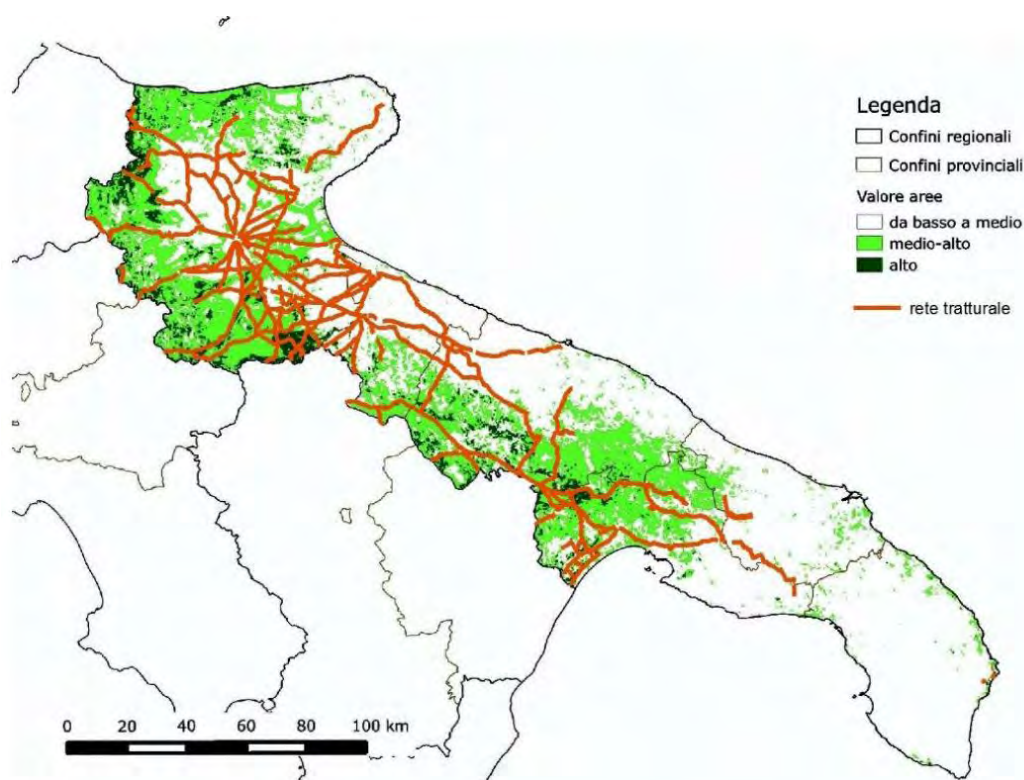 Legenda
Confini regionali
Confini provinciali
Valore aree
da basso a medio
medio-alto
alto
rete tratturale
0 20 40 60 80 100 km